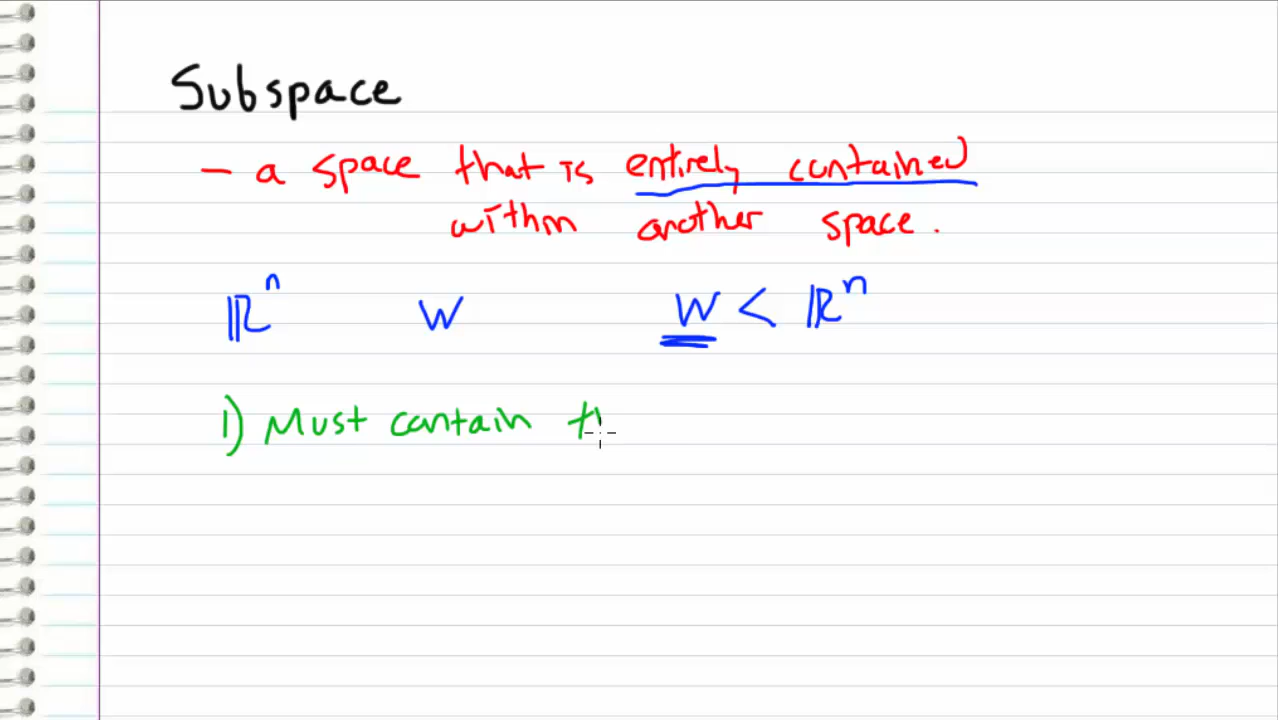 Subspace
- a space that is entirely contained
within another space.
ℝⁿ W W < ℝⁿ
1) Must contain